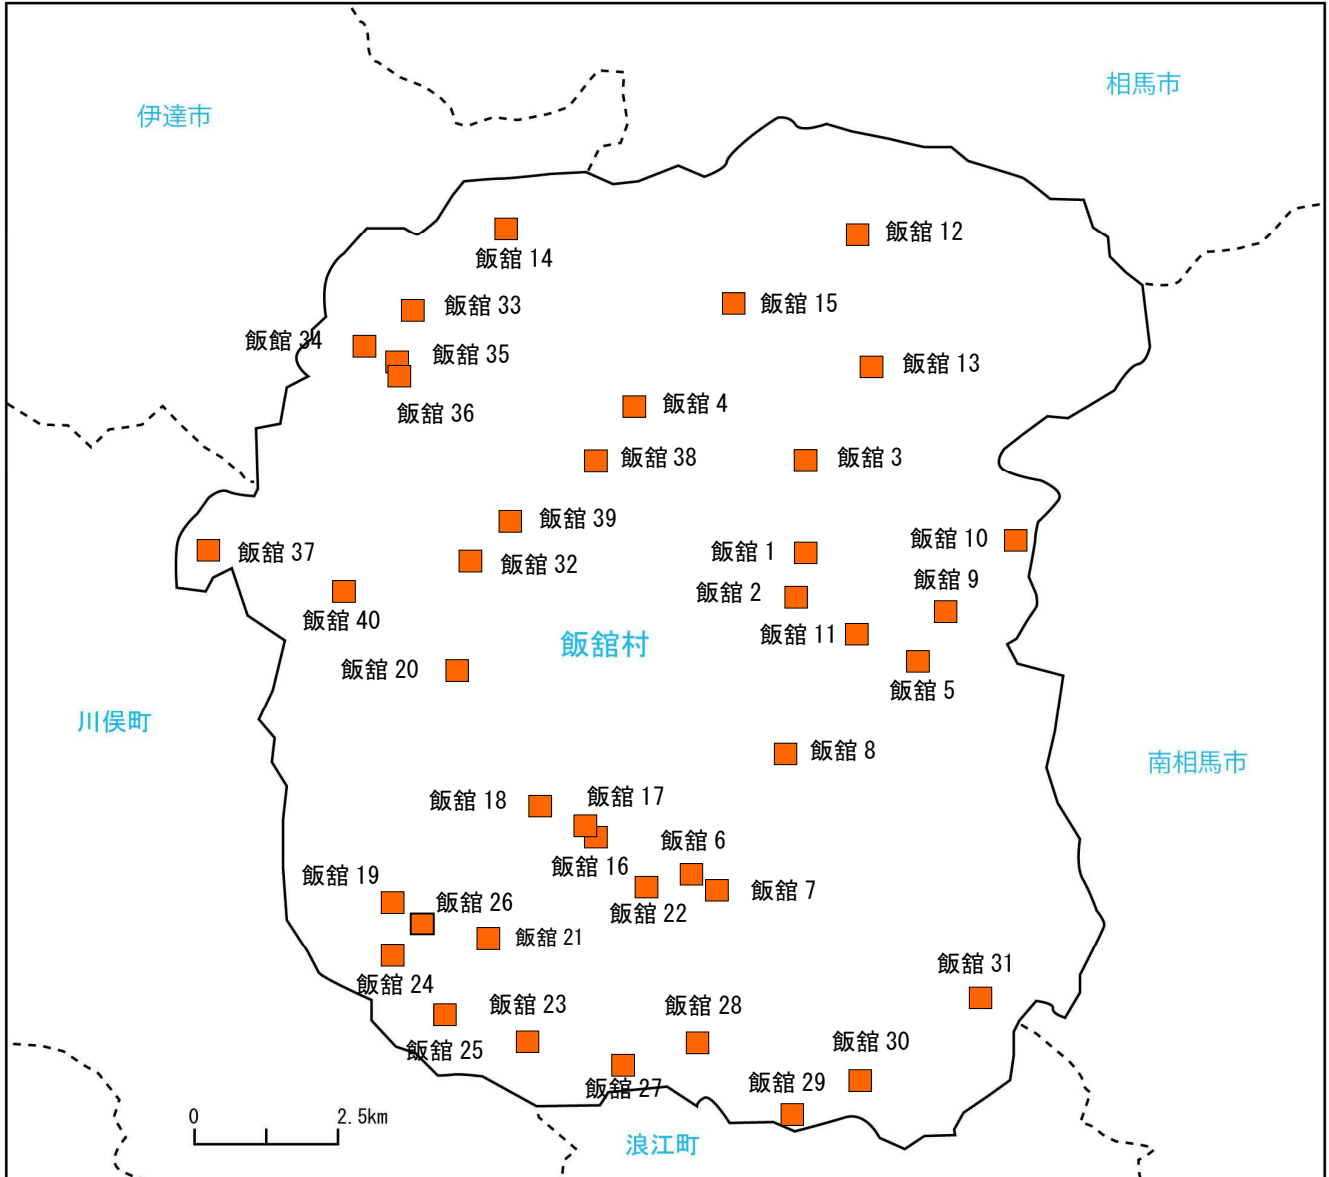 相馬市
伊達市
飯舘 12
飯舘 14
飯舘 15
飯舘 33
飯館 34
飯舘 35
飯舘 13
飯舘 4
飯舘 36
飯舘 38
飯舘 3
飯舘 39
飯舘 10
飯舘 37
飯舘 1
飯舘 32
飯舘 9
飯舘 2
飯舘 40
飯舘 11
飯舘村
飯舘 20
飯舘 5
川俣町
飯舘 8
南相馬市
飯舘 17
飯舘 18
飯舘 6
飯舘 16
飯舘 19
飯舘 7
飯舘 26
飯舘 22
飯舘 21
飯舘 31
飯舘 24
飯舘 23
飯舘 28
飯舘 30
飯舘 25
飯舘 29
飯舘 27
0
2.5km
浪江町